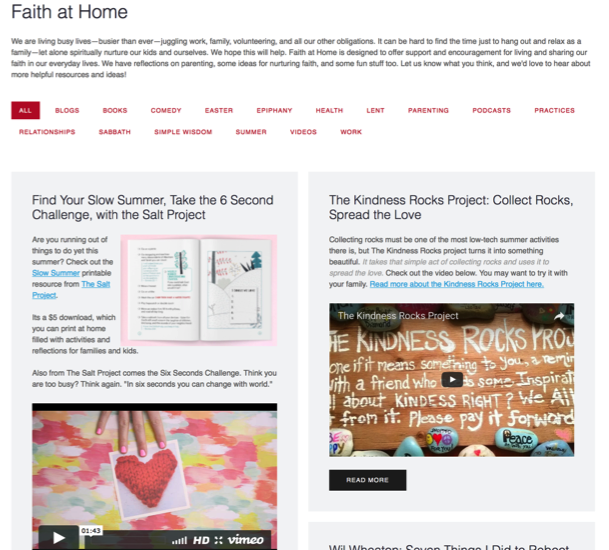 Faith at Home
We are living busy lives—busier than ever—juggling work, family, volunteering, and all our other obligations. It can be hard to find the time just to hang out and relax as a
family—let alone spiritually nurture our kids and ourselves. We hope this will help. Faith at Home is designed to offer support and encouragement for living and sharing our
faith in our everyday lives. We have reflections on parenting, some ideas for nurturing faith, and some fun stuff too. Let us know what you think, and we'd love to hear about
more helpful resources and ideas!
ALL BLOGS BOOKS COMEDY EASTER EPIPHANY HEALTH LENT PARENTING PODCASTS PRACTICES
RELATIONSHIPS SABBATH SIMPLE WISDOM SUMMER VIDEOS WORK
Find Your Slow Summer, Take the 6 Second
Challenge, with the Salt Project
Are you running out of
things to do yet this
summer? Check out the
Slow Summer printable
resource from The Salt
Project.
Its a $5 download, which
you can print at home
filled with activities and
reflections for families and kids.
Also from The Salt Project comes the Six Seconds Challenge. Think you
are too busy? Think again. "In six seconds you can change with world."
01:43
HD vimeo
The Kindness Rocks Project: Collect Rocks,
Spread the Love
Collecting rocks must be one of the most low-tech summer activities
there is, but The Kindness Rocks project turns it into something
beautiful. It takes that simple act of collecting rocks and uses it to
spread the love. Check out the video below. You may want to try it with
your family. Read more about the Kindness Rocks Project here.
The Kindness Rocks Project
HE KINDNESS ROCKS PROJ
one if it means something to you, a remin
with a friend who needs some Inspirat
ll about KINDESS RIGHT? We All
from it. Please pay it forward
Peace
READ MORE
Wil Wheaton: Seven Things I Did to Reboot